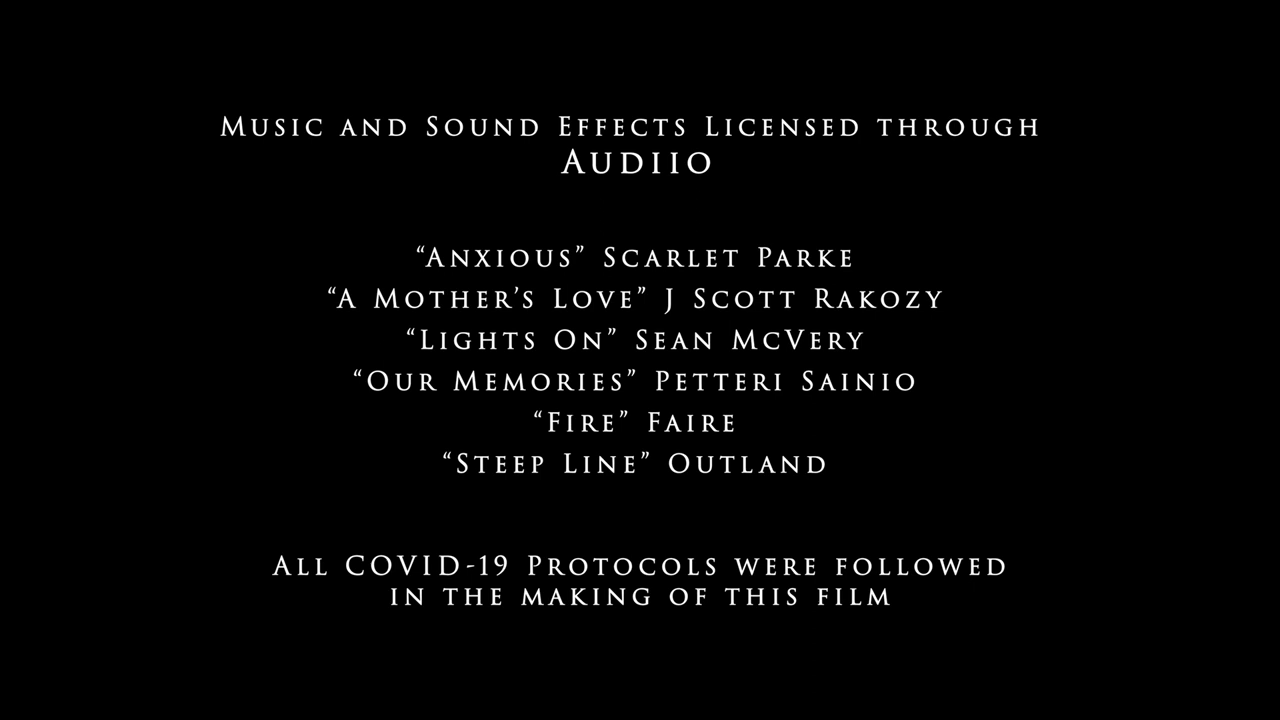 Music and Sound Effects Licensed through
Audiio
“Anxious” Scarlet Parke
“A Mother’s Love” J Scott Rakozy
“Lights On” Sean McVery
“Our Memories” Petteri Sainio
“Fire” Faire
“Steep Line” Outland
All COVID-19 Protocols were followed
in the making of this film